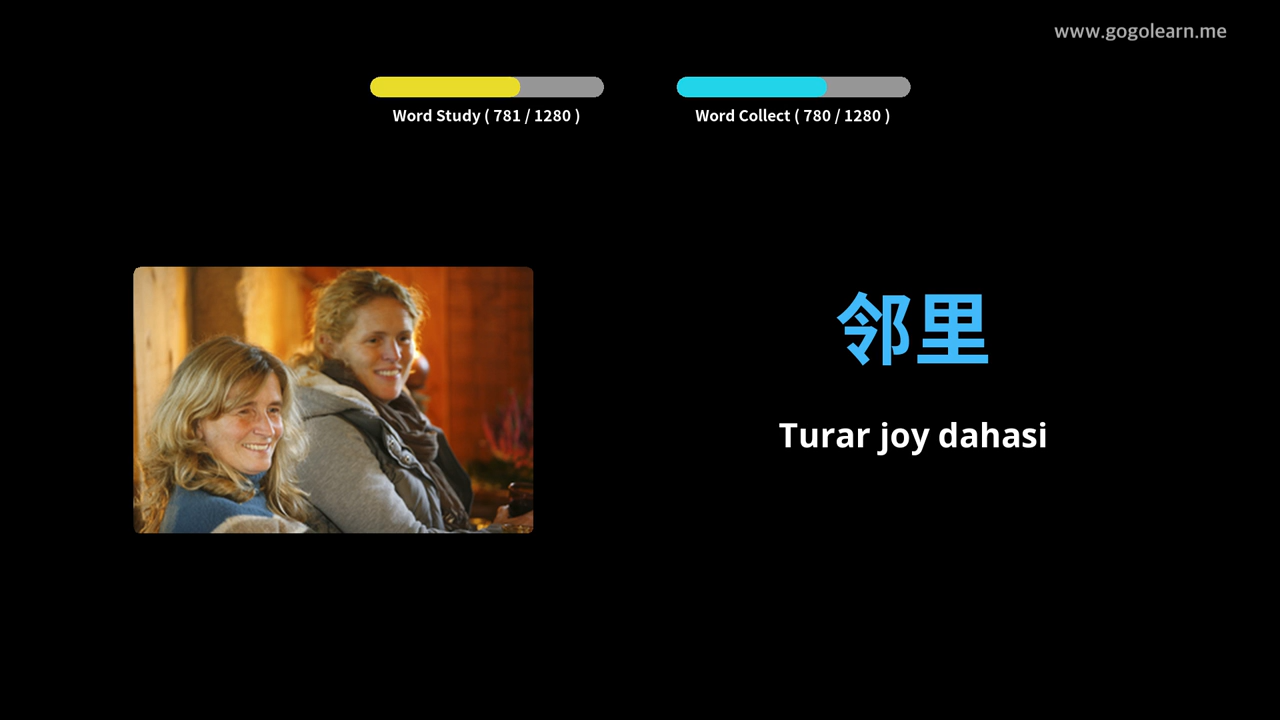 www.gogolearn.me
Word Study ( 781 / 1280 )
Word Collect ( 780 / 1280 )
邻里
Turar joy dahasi